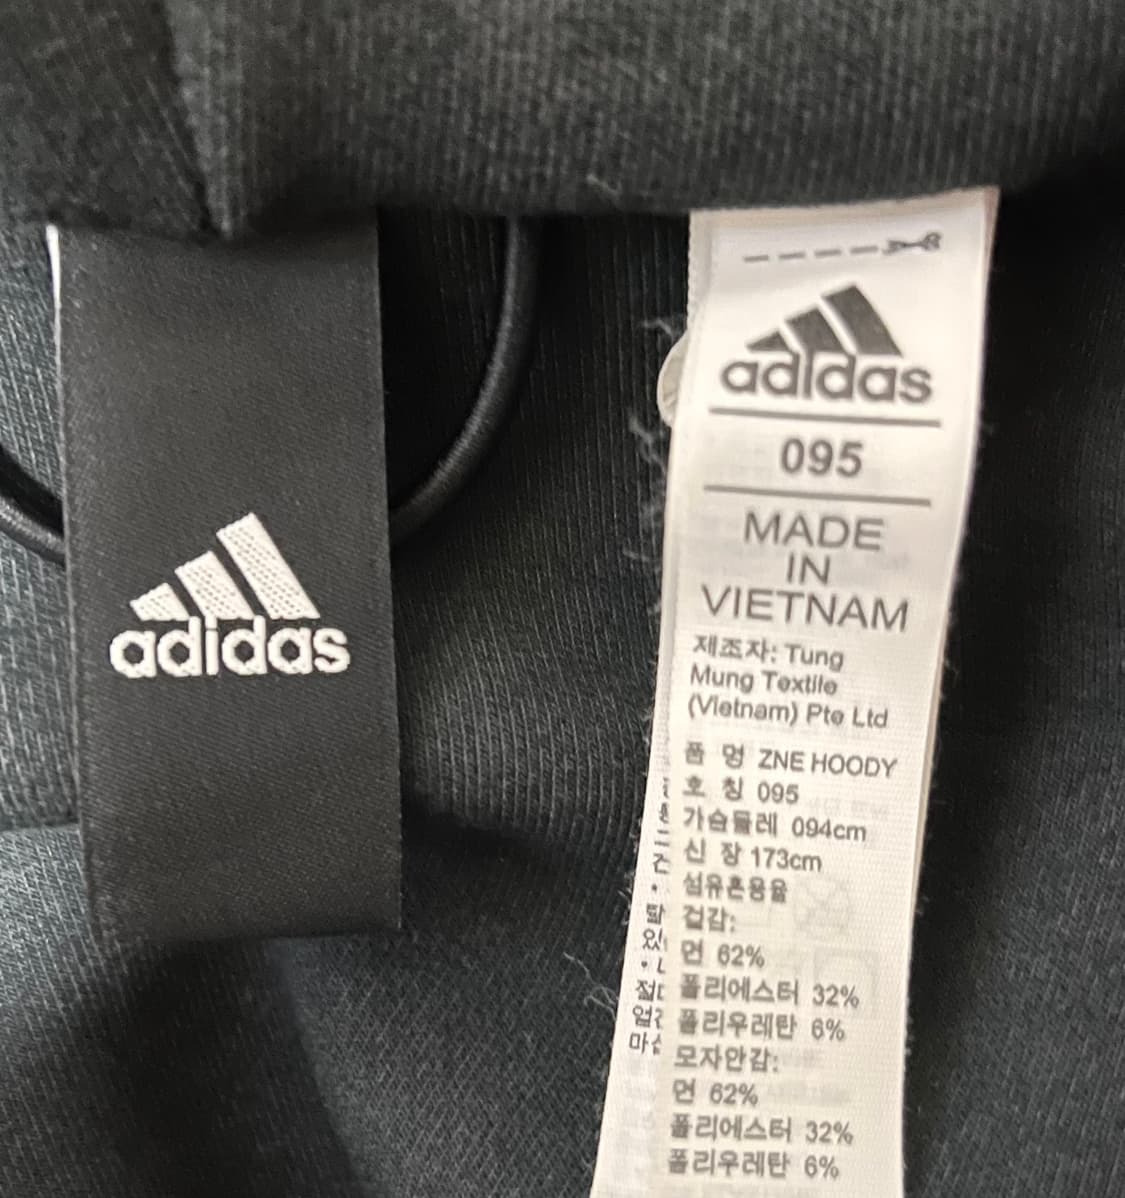 adidas
adidas
095
MADE
IN
VIETNAM
제조자: Tung
Mung Textile
(Vietnam) Pte Ltd
품 명 ZNE HOODY
호 칭 095
가슴둘레 094cm
신 장 173cm
섬유혼용율
겉감:
면 62%
폴리에스터 32%
폴리우레탄 6%
모자안감:
면 62%
폴리에스터 32%
폴리우레탄 6%